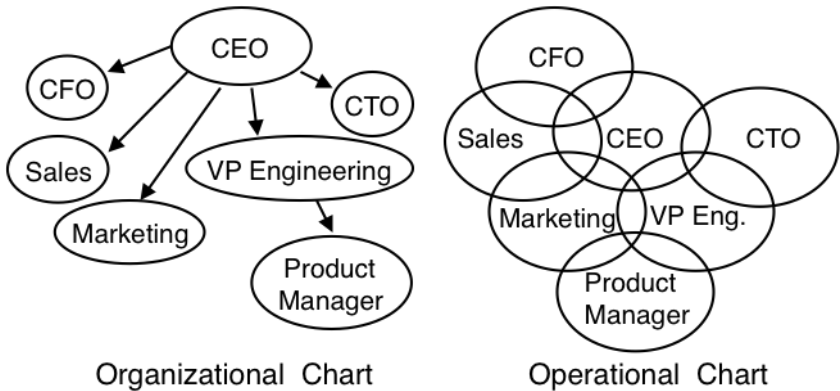 CEO
CFO
CTO
Sales
VP Engineering
Marketing
Product
Manager
Organizational Chart
CFO
Sales
CEO
CTO
Marketing
VP Eng.
Product
Manager
Operational Chart